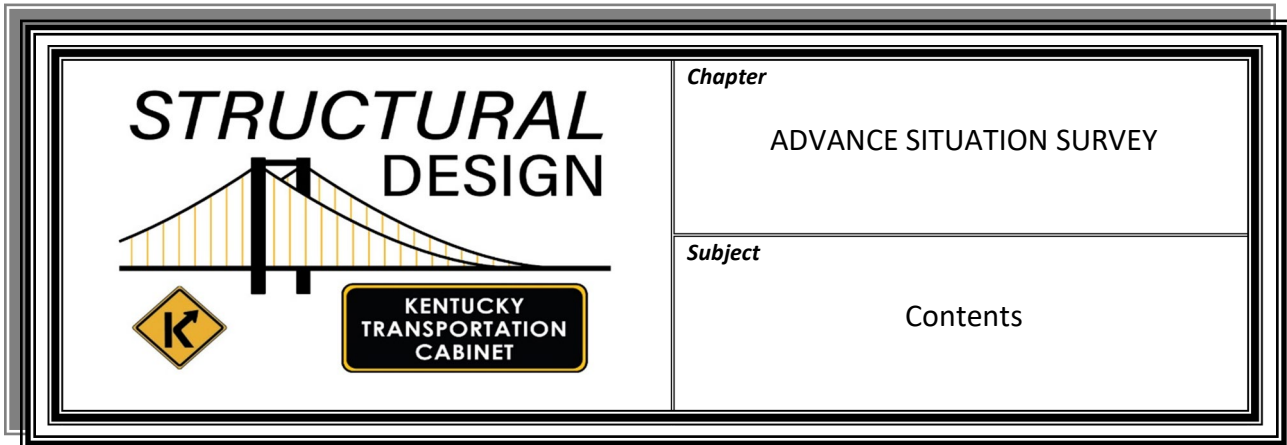 STRUCTURAL
DESIGN
KENTUCKY
TRANSPORTATION
CABINET
Chapter
ADVANCE SITUATION SURVEY
Subject
Contents